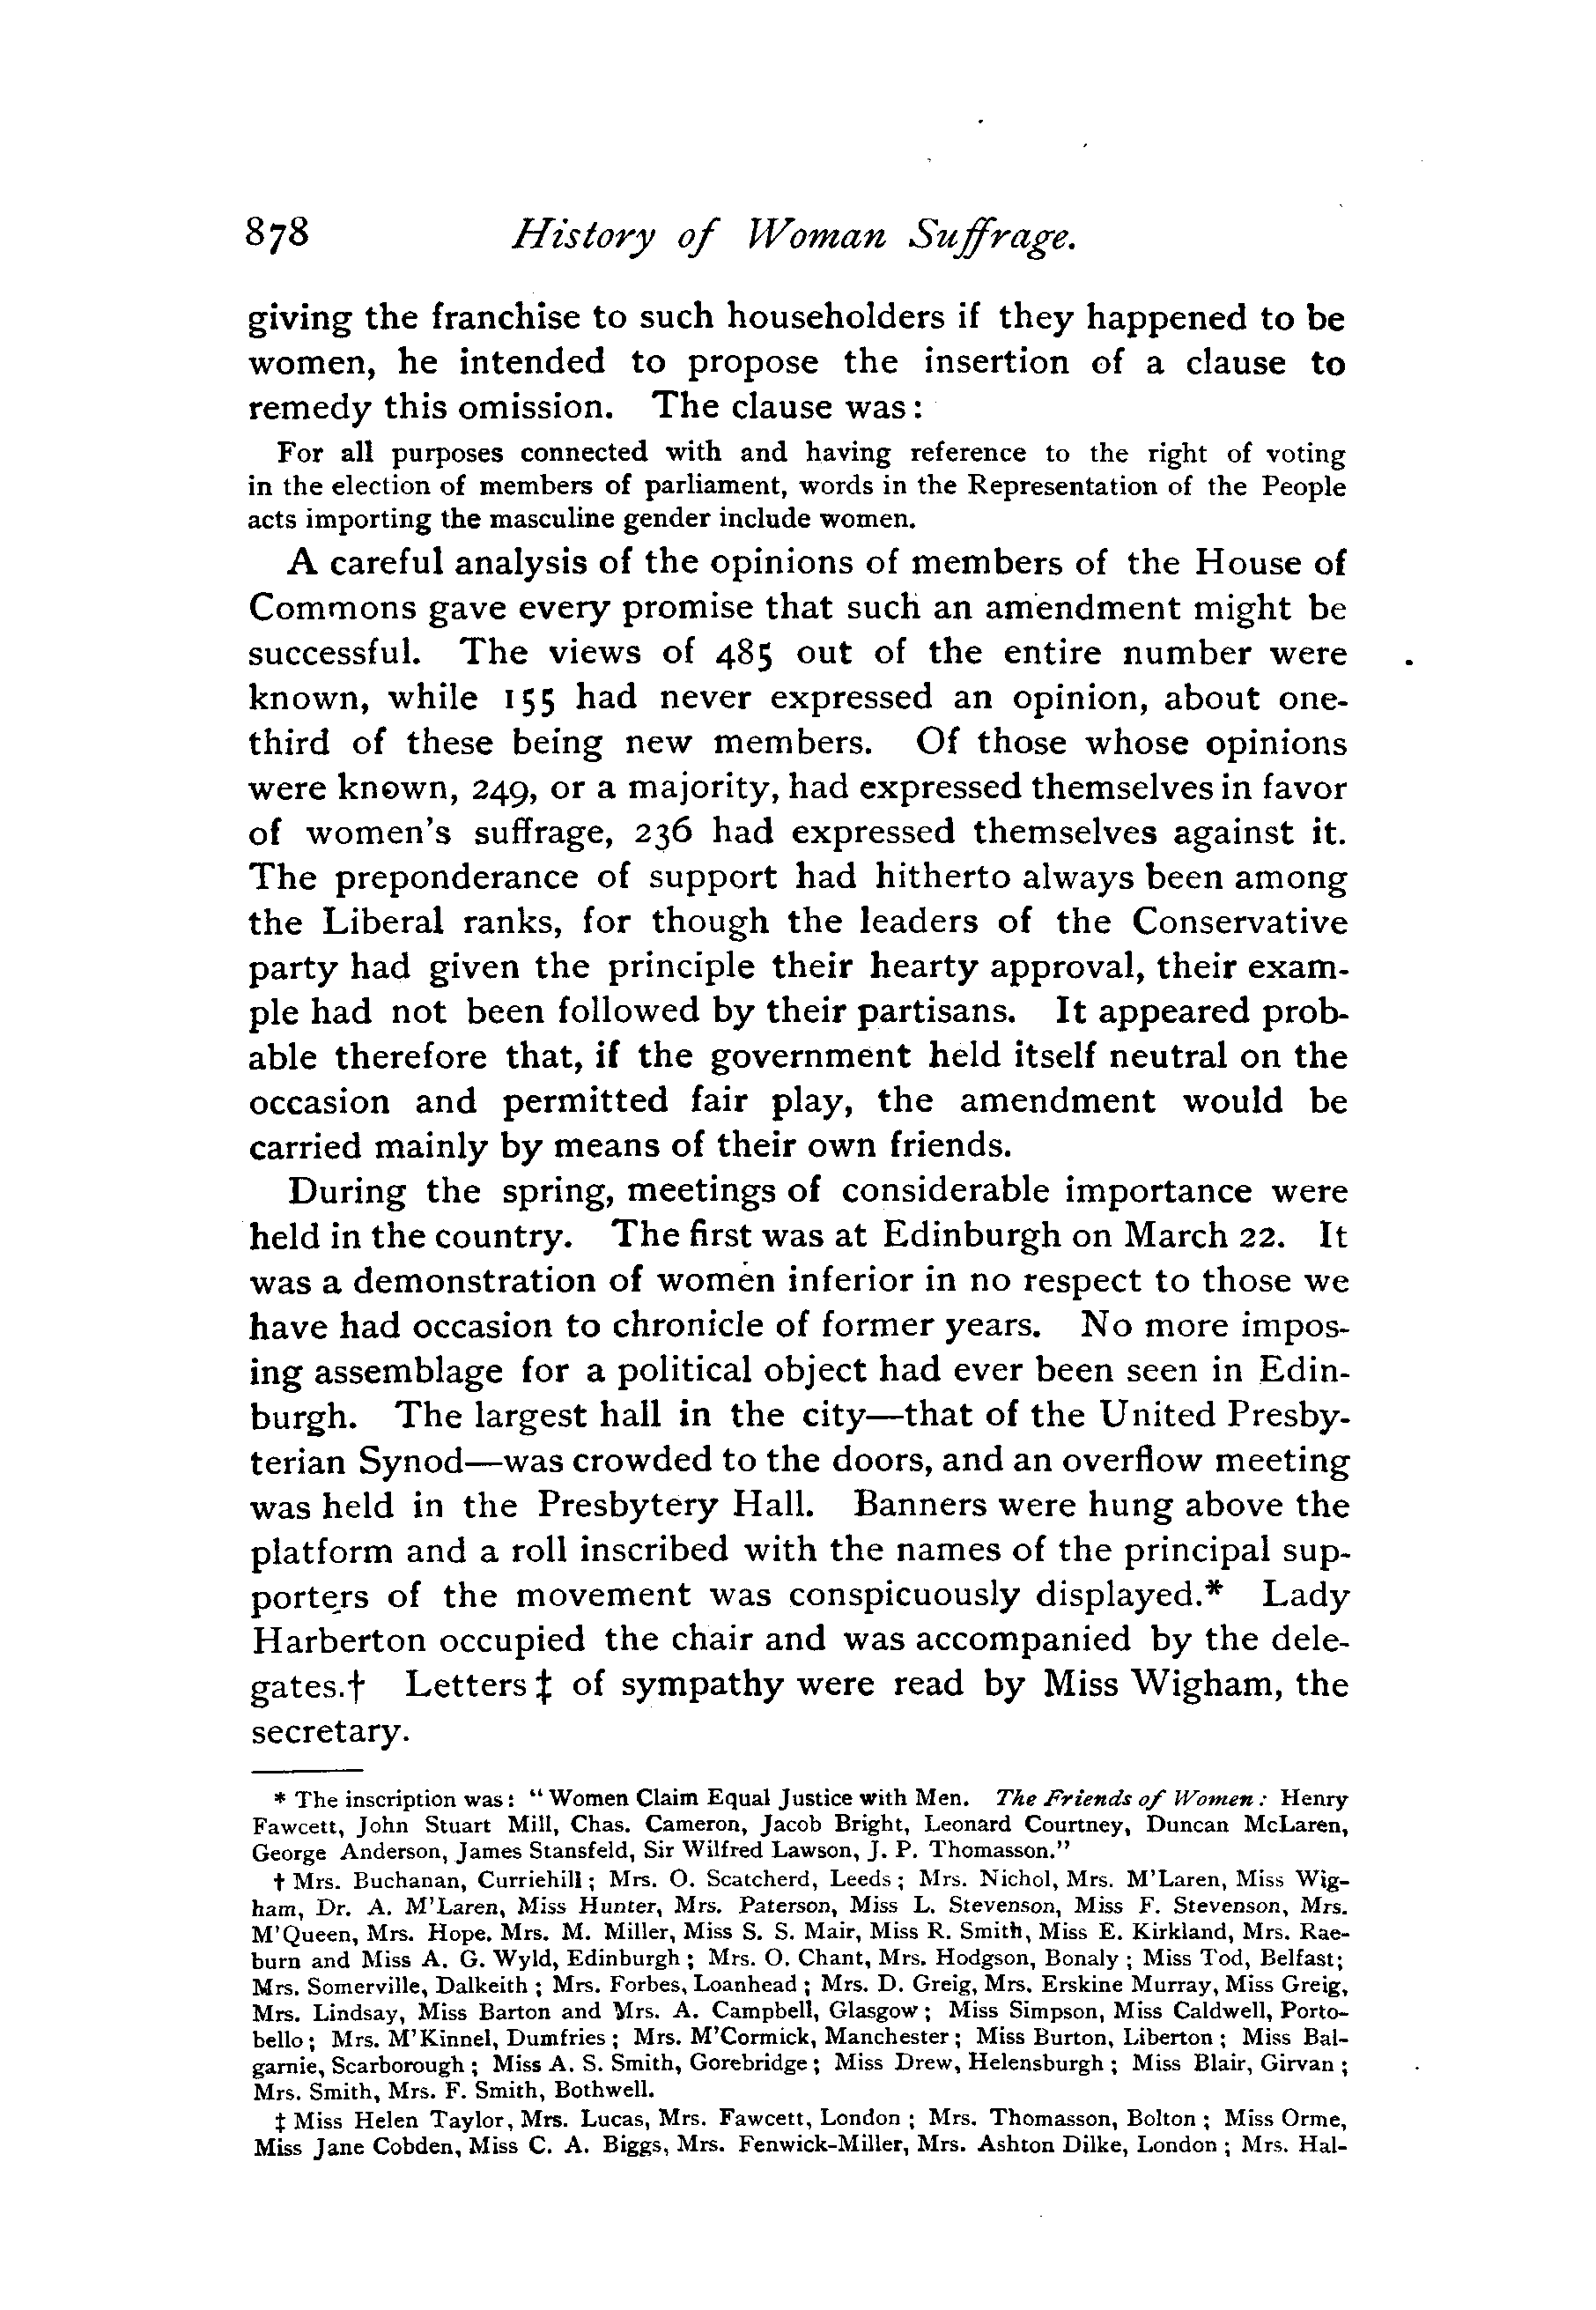 878 History of Woman Suffrage.
giving the franchise to such householders if they happened to be
women, he intended to propose the insertion of a clause to
remedy this omission. The clause was:
For all purposes connected with and having reference to the right of voting
in the election of members of parliament, words in the Representation of the People
acts importing the masculine gender include women.
A careful analysis of the opinions of members of the House of
Commons gave every promise that such an amendment might be
successful. The views of 485 out of the entire number were
known, while 155 had never expressed an opinion, about one-
third of these being new members. Of those whose opinions
were known, 249, or a majority, had expressed themselves in favor
of women's suffrage, 236 had expressed themselves against it.
The preponderance of support had hitherto always been among
the Liberal ranks, for though the leaders of the Conservative
party had given the principle their hearty approval, their exam-
ple had not been followed by their partisans. It appeared prob-
able therefore that, if the government held itself neutral on the
occasion and permitted fair play, the amendment would be
carried mainly by means of their own friends.
During the spring, meetings of considerable importance were
held in the country. The first was at Edinburgh on March 22. It
was a demonstration of women inferior in no respect to those we
have had occasion to chronicle of former years. No more impos-
ing assemblage for a political object had ever been seen in Edin-
burgh. The largest hall in the city—that of the United Presby-
terian Synod—was crowded to the doors, and an overflow meeting
was held in the Presbytery Hall. Banners were hung above the
platform and a roll inscribed with the names of the principal sup-
porters of the movement was conspicuously displayed.* Lady
Harberton occupied the chair and was accompanied by the dele-
gates.† Letters ‡ of sympathy were read by Miss Wigham, the
secretary.
* The inscription was: "Women Claim Equal Justice with Men. The Friends of Women: Henry
Fawcett, John Stuart Mill, Chas. Cameron, Jacob Bright, Leonard Courtney, Duncan McLaren,
George Anderson, James Stansfeld, Sir Wilfred Lawson, J. P. Thomasson."
† Mrs. Buchanan, Curriehill; Mrs. O. Scatcherd, Leeds; Mrs. Nichol, Mrs. M'Laren, Miss Wig-
ham, Dr. A. M'Laren, Miss Hunter, Mrs. Paterson, Miss L. Stevenson, Miss F. Stevenson, Mrs.
M'Queen, Mrs. Hope. Mrs. M. Miller, Miss S. S. Mair, Miss R. Smith, Miss E. Kirkland, Mrs. Rae-
burn and Miss A. G. Wyld, Edinburgh; Mrs. O. Chant, Mrs. Hodgson, Bonaly; Miss Tod, Belfast;
Mrs. Somerville, Dalkeith; Mrs. Forbes, Loanhead; Mrs. D. Greig, Mrs. Erskine Murray, Miss Greig,
Mrs. Lindsay, Miss Barton and Mrs. A. Campbell, Glasgow; Miss Simpson, Miss Caldwell, Porto-
bello; Mrs. M'Kinnel, Dumfries; Mrs. M'Cormick, Manchester; Miss Burton, Liberton; Miss Bal-
garnie, Scarborough; Miss A. S. Smith, Gorebridge; Miss Drew, Helensburgh; Miss Blair, Girvan;
Mrs. Smith, Mrs. F. Smith, Bothwell.
‡ Miss Helen Taylor, Mrs. Lucas, Mrs. Fawcett, London; Mrs. Thomasson, Bolton; Miss Orme,
Miss Jane Cobden, Miss C. A. Biggs, Mrs. Fenwick-Miller, Mrs. Ashton Dilke, London; Mrs. Hal-